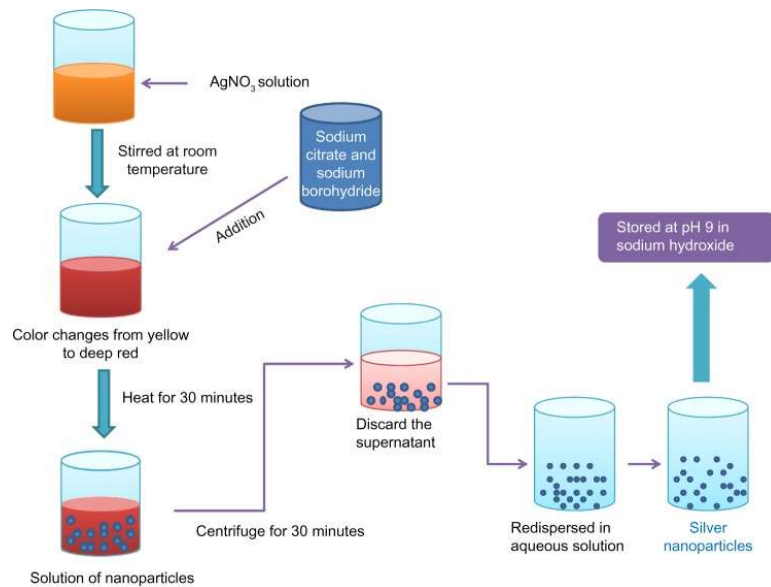 AgNO₃ solution
Stirred at room
temperature
Sodium
citrate and
sodium
borohydride
Addition
Stored at pH 9 in
sodium hydroxide
Color changes from yellow
to deep red
Heat for 30 minutes
Discard the
supernatant
Centrifuge for 30 minutes
Solution of nanoparticles
Redispersed in
aqueous solution
Silver
nanoparticles